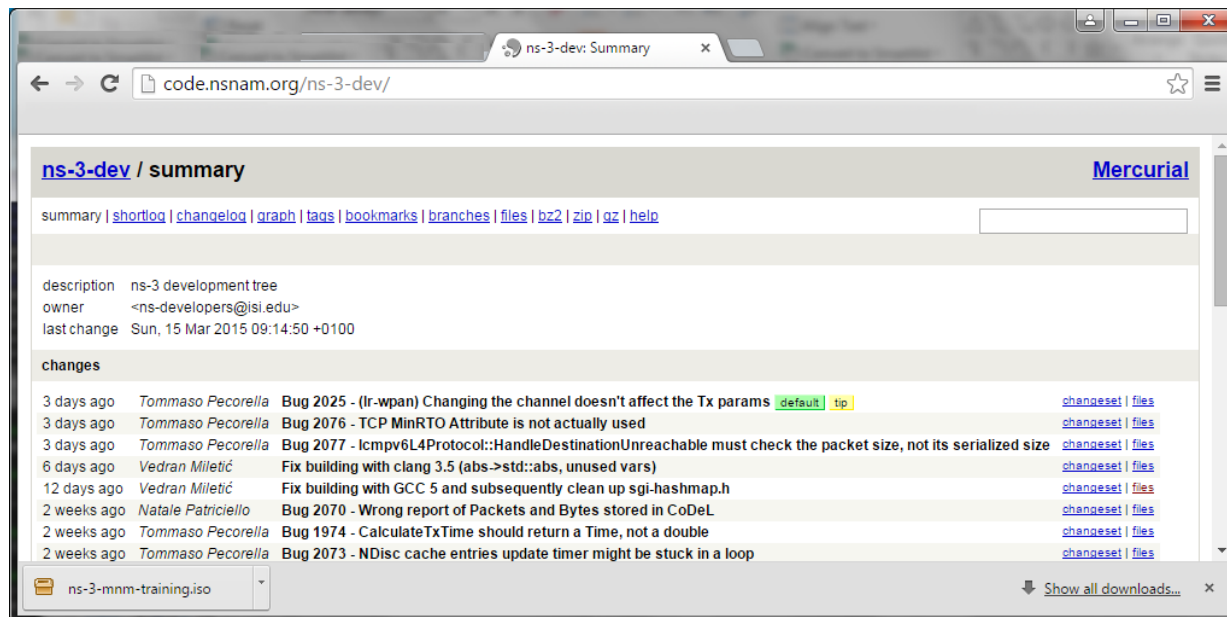 ns-3-dev: Summary
code.nsnam.org/ns-3-dev/
ns-3-dev / summary Mercurial
summary | shortlog | changelog | graph | tags | bookmarks | branches | files | bz2 | zip | gz | help
description ns-3 development tree
owner <ns-developers@isi.edu>
last change Sun, 15 Mar 2015 09:14:50 +0100
changes
3 days ago Tommaso Pecorella Bug 2025 - (lr-wpan) Changing the channel doesn't affect the Tx params default tip changeset | files
3 days ago Tommaso Pecorella Bug 2076 - TCP MinRTO Attribute is not actually used changeset | files
3 days ago Tommaso Pecorella Bug 2077 - Icmpv6L4Protocol::HandleDestinationUnreachable must check the packet size, not its serialized size changeset | files
6 days ago Vedran Miletić Fix building with clang 3.5 (abs->std::abs, unused vars) changeset | files
12 days ago Vedran Miletić Fix building with GCC 5 and subsequently clean up sgi-hashmap.h changeset | files
2 weeks ago Natale Patriciello Bug 2070 - Wrong report of Packets and Bytes stored in CoDeL changeset | files
2 weeks ago Tommaso Pecorella Bug 1974 - CalculateTxTime should return a Time, not a double changeset | files
2 weeks ago Tommaso Pecorella Bug 2073 - NDisc cache entries update timer might be stuck in a loop changeset | files
ns-3-mnm-training.iso Show all downloads...